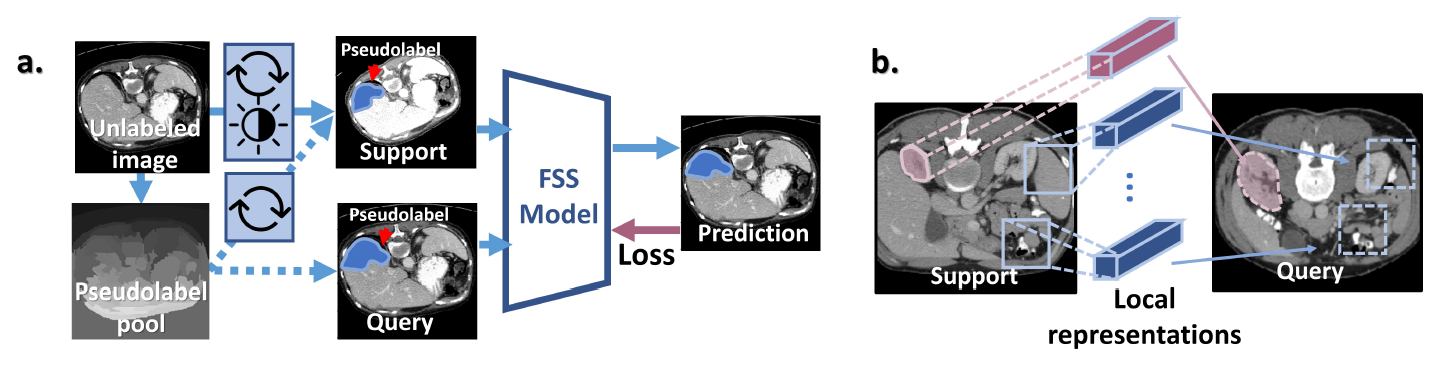 a.
Unlabeled
image
Pseudolabel
pool
Pseudolabel
Support
Pseudolabel
Query
FSS
Model
Loss
Prediction
b.
Support
Local
representations
Query